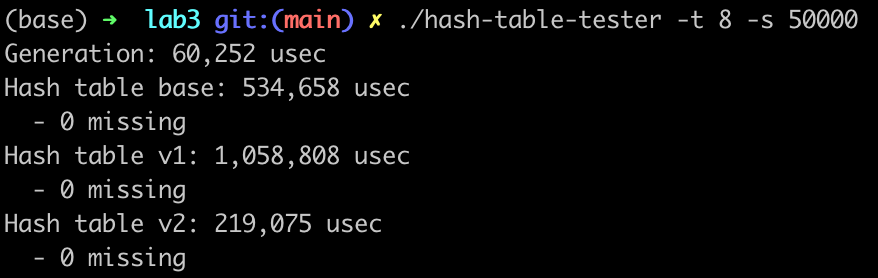 (base) ➜  lab3 git:(main) ✗ ./hash-table-tester -t 8 -s 50000
Generation: 60,252 usec
Hash table base: 534,658 usec
  - 0 missing
Hash table v1: 1,058,808 usec
  - 0 missing
Hash table v2: 219,075 usec
  - 0 missing